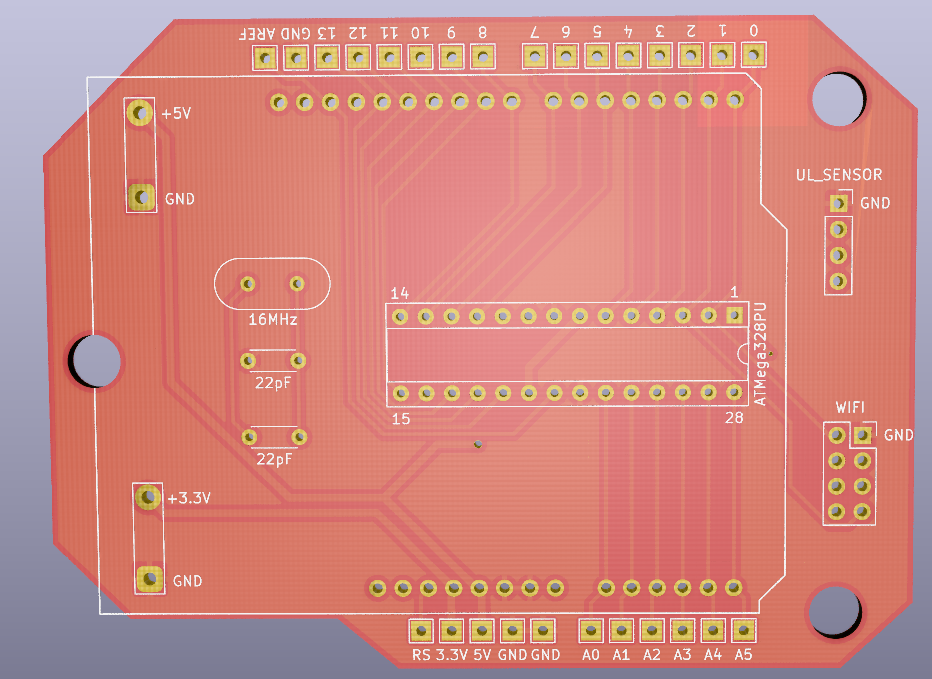 AREF GND 13 12 11 10 9 8 7 6 5 4 3 2 1 0
+5V
UL_SENSOR
GND
GND
14
1
16MHz
ATMega328PU
22pF
WIFI
15
28
GND
22pF
+3.3V
GND
RS 3.3V 5V GND GND A0 A1 A2 A3 A4 A5